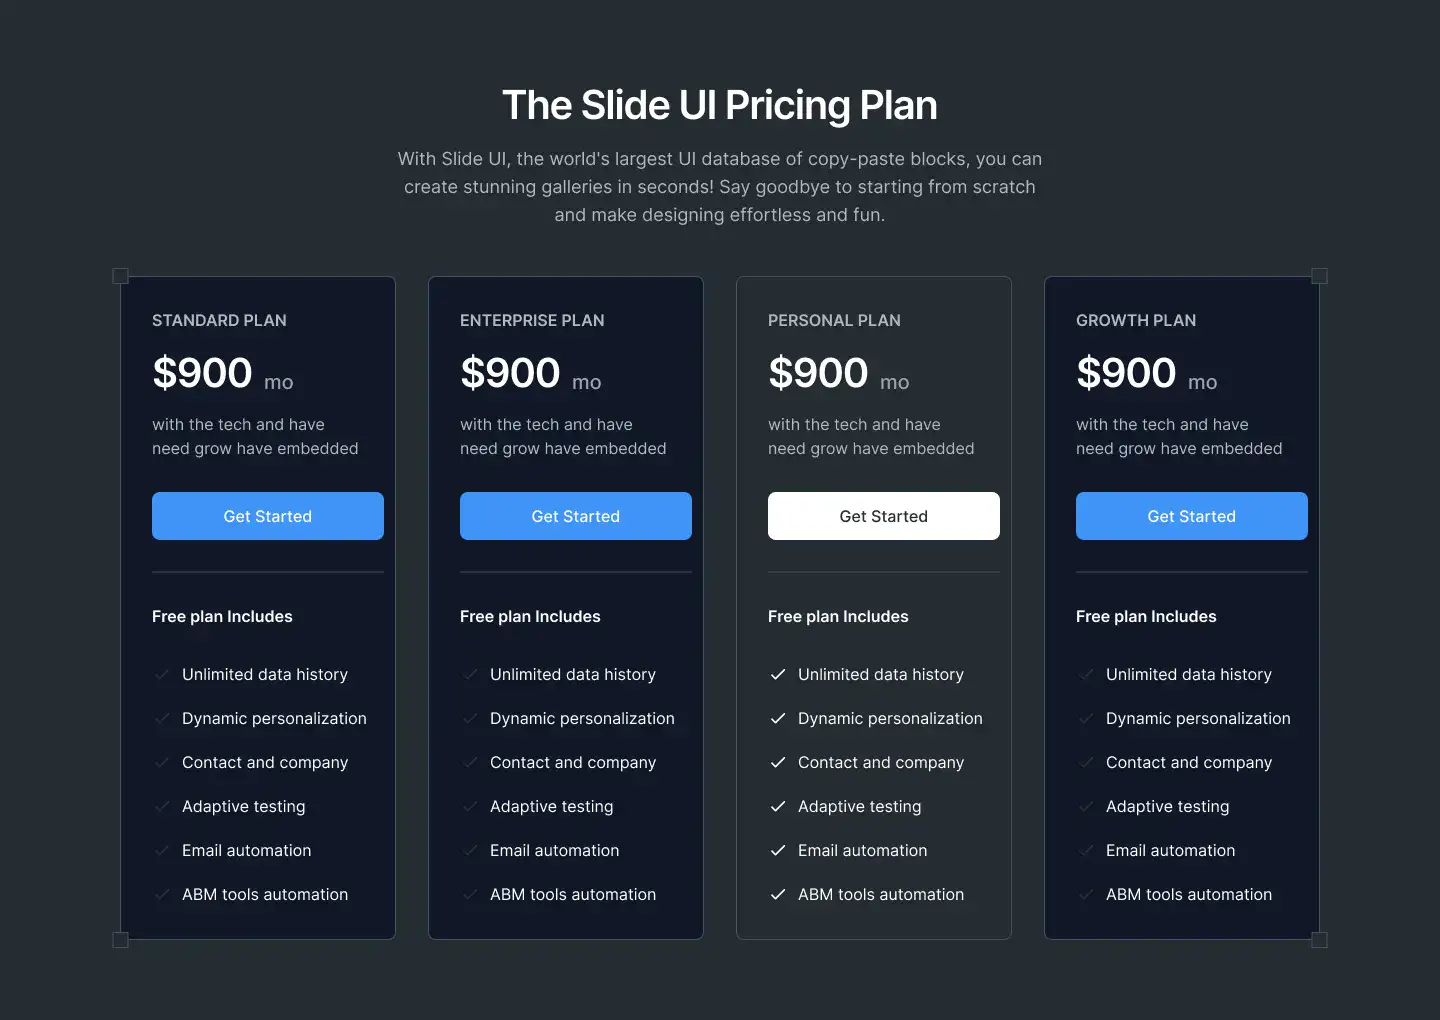 The Slide UI Pricing Plan
With Slide UI, the world's largest UI database of copy-paste blocks, you can
create stunning galleries in seconds! Say goodbye to starting from scratch
and make designing effortless and fun.
STANDARD PLAN
$900 mo
with the tech and have
need grow have embedded
Get Started
Free plan Includes
Unlimited data history
Dynamic personalization
Contact and company
Adaptive testing
Email automation
ABM tools automation
ENTERPRISE PLAN
$900 mo
with the tech and have
need grow have embedded
Get Started
Free plan Includes
Unlimited data history
Dynamic personalization
Contact and company
Adaptive testing
Email automation
ABM tools automation
PERSONAL PLAN
$900 mo
with the tech and have
need grow have embedded
Get Started
Free plan Includes
Unlimited data history
Dynamic personalization
Contact and company
Adaptive testing
Email automation
ABM tools automation
GROWTH PLAN
$900 mo
with the tech and have
need grow have embedded
Get Started
Free plan Includes
Unlimited data history
Dynamic personalization
Contact and company
Adaptive testing
Email automation
ABM tools automation